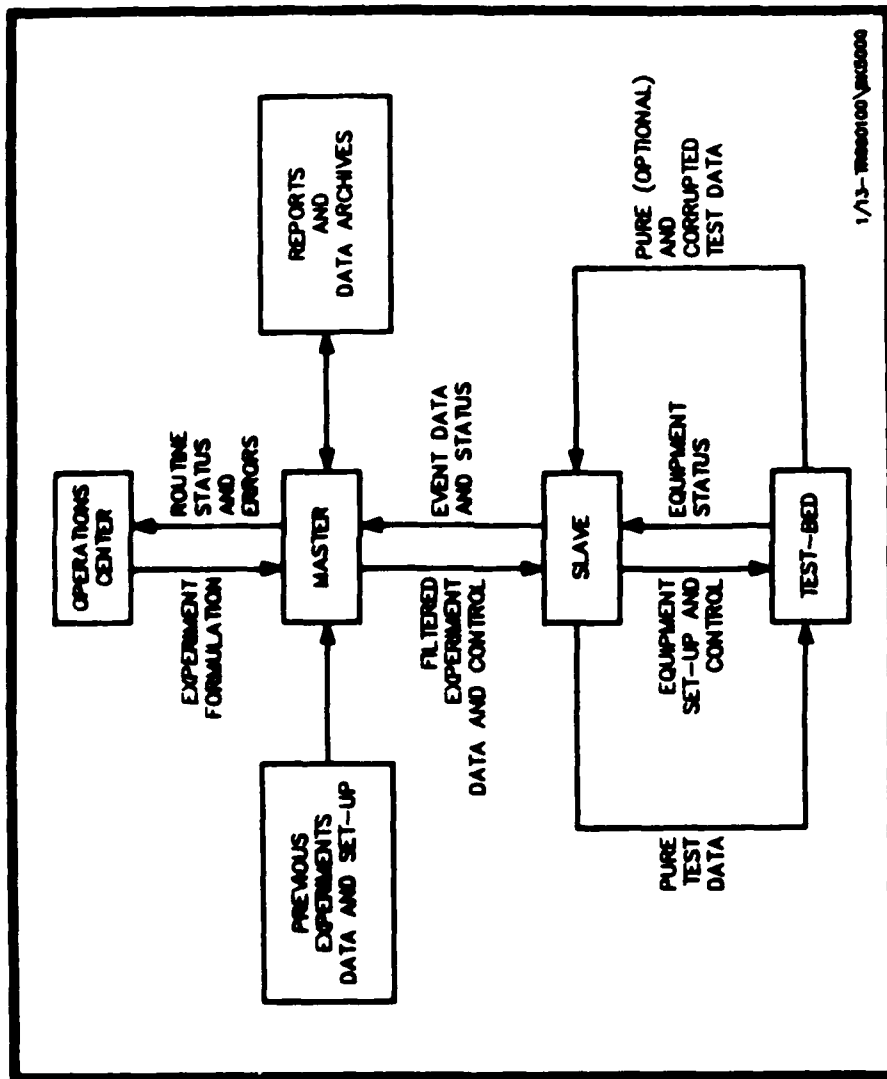 OPERATIONS
CENTER
EXPERIMENT
FORMULATION
ROUTINE
STATUS
AND
ERRORS
PREVIOUS
EXPERIMENTS
DATA AND SET-UP
MASTER
REPORTS
AND
DATA ARCHIVES
FILTERED
EXPERIMENT
DATA AND CONTROL
EVENT DATA
AND STATUS
SLAVE
PURE
TEST
DATA
EQUIPMENT
SET-UP AND
CONTROL
EQUIPMENT
STATUS
PURE (OPTIONAL)
AND
CORRUPTED
TEST DATA
TEST-BED